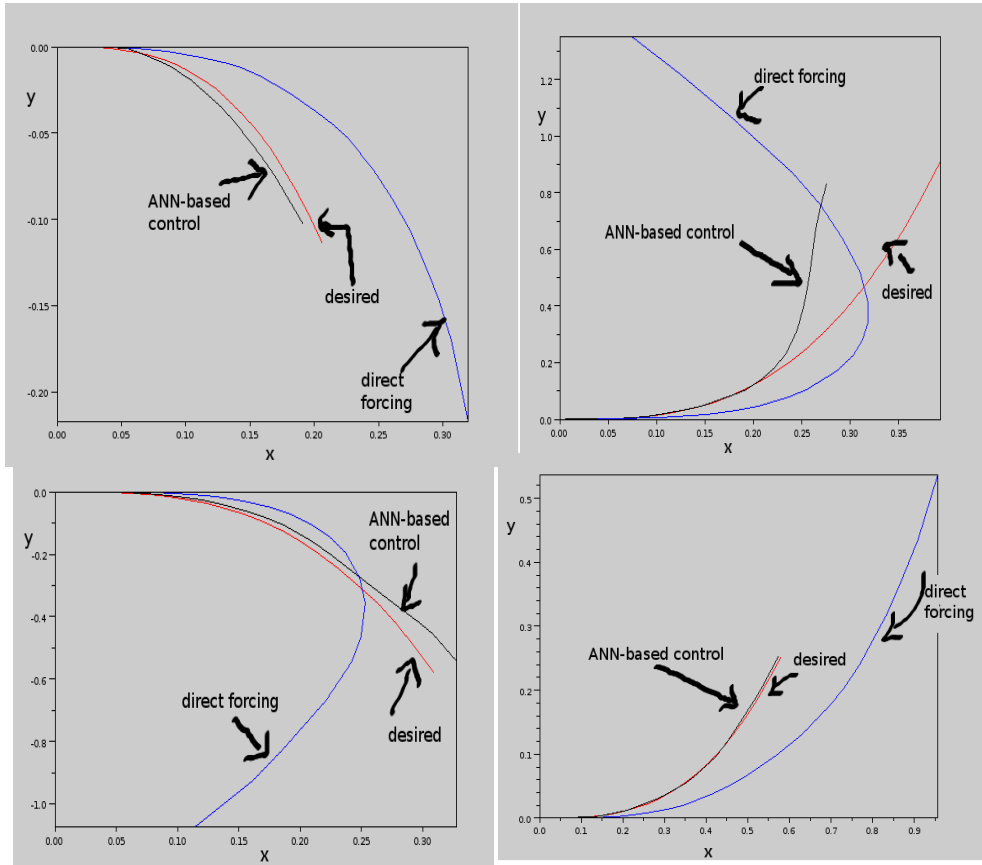 0.00
y
-0.05
-0.10
-0.15
-0.20
ANN-based
control
desired
direct
forcing
0.00 0.05 0.10 0.15 0.20 0.25 0.30
x
1.2
y
1.0
0.8
0.6
0.4
0.2
0.0
direct forcing
ANN-based control
desired
0.00 0.05 0.10 0.15 0.20 0.25 0.30 0.35
x
0.0
y
-0.2
-0.4
-0.6
-0.8
-1.0
ANN-based
control
direct forcing
desired
0.00 0.05 0.10 0.15 0.20 0.25 0.30
x
0.5
y
0.4
0.3
0.2
0.1
0.0
direct
forcing
ANN-based control
desired
0.0 0.1 0.2 0.3 0.4 0.5 0.6 0.7 0.8 0.9
x